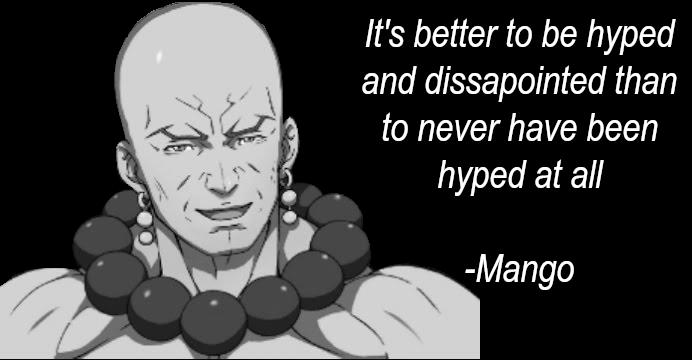 It's better to be hyped
and dissapointed than
to never have been
hyped at all
-Mango